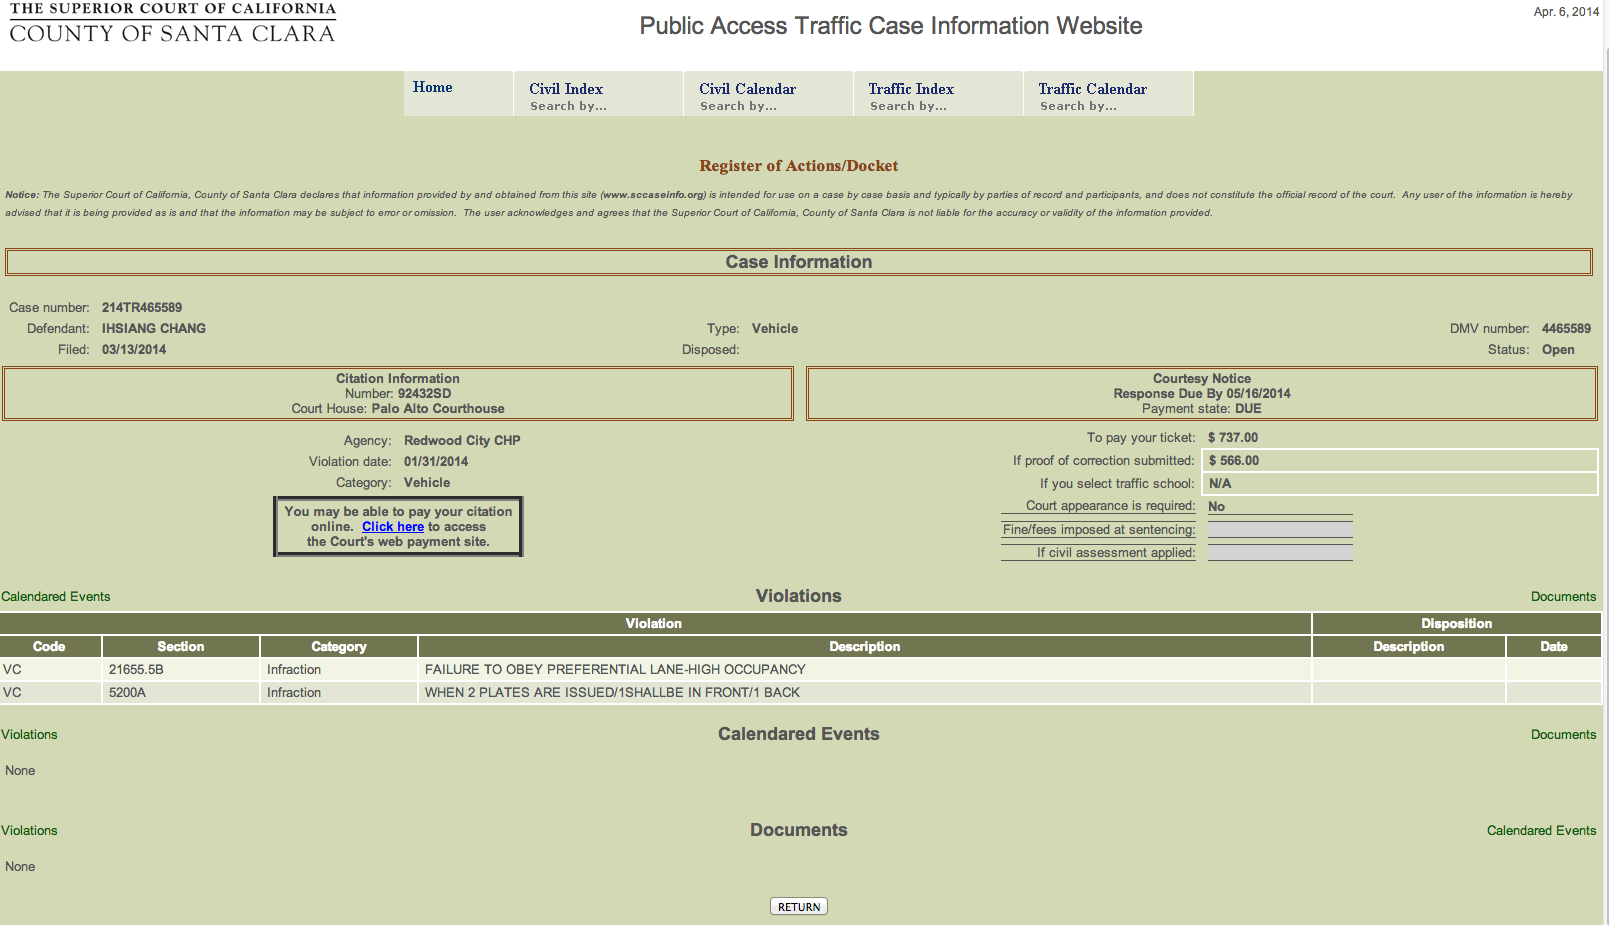 THE SUPERIOR COURT OF CALIFORNIA
COUNTY OF SANTA CLARA
Public Access Traffic Case Information Website
Apr. 6, 2014
Home
Civil Index
Search by...
Civil Calendar
Search by...
Traffic Index
Search by...
Traffic Calendar
Search by...
Register of Actions/Docket
Notice: The Superior Court of California, County of Santa Clara declares that information provided by and obtained from this site (www.sccaseinfo.org) is intended for use on a case by case basis and typically by parties of record and participants, and does not constitute the official record of the court. Any user of the information is hereby
advised that it is being provided as is and that the information may be subject to error or omission. The user acknowledges and agrees that the Superior Court of California, County of Santa Clara is not liable for the accuracy or validity of the information provided.
Case Information
Case number: 214TR465589
Defendant: IHSIANG CHANG
Type: Vehicle
DMV number: 4465589
Filed: 03/13/2014
Disposed:
Status: Open
Citation Information
Number: 92432SD
Court House: Palo Alto Courthouse
Courtesy Notice
Response Due By 05/16/2014
Payment state: DUE
Agency: Redwood City CHP
Violation date: 01/31/2014
Category: Vehicle
You may be able to pay your citation
online. Click here to access
the Court's web payment site.
To pay your ticket: $ 737.00
If proof of correction submitted: $ 566.00
If you select traffic school: N/A
Court appearance is required: No
Fine/fees imposed at sentencing:
If civil assessment applied:
Calendared Events
Violations
Documents
Violation Disposition
Code Section Category Description Description Date
VC 21655.5B Infraction FAILURE TO OBEY PREFERENTIAL LANE-HIGH OCCUPANCY
VC 5200A Infraction WHEN 2 PLATES ARE ISSUED/1SHALLBE IN FRONT/1 BACK
Violations
Calendared Events
Documents
None
Violations
Documents
Calendared Events
None
RETURN